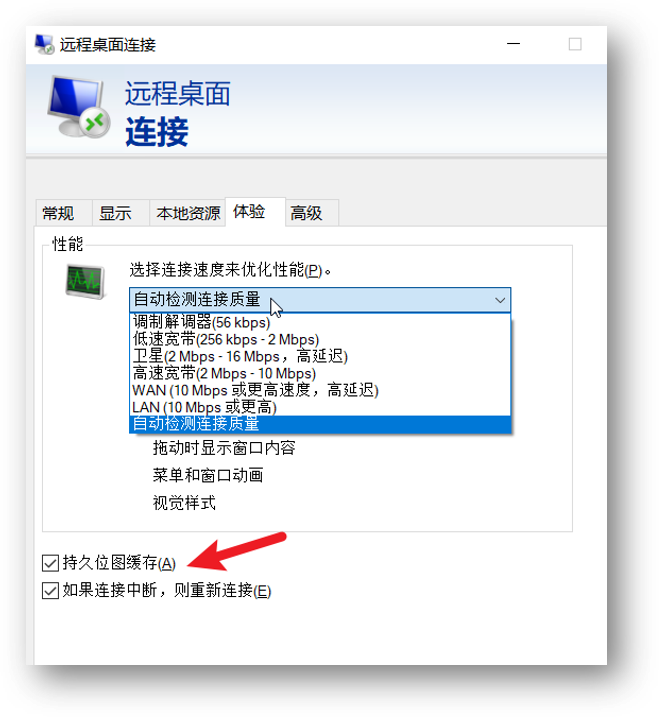 远程桌面连接
远程桌面
连接
常规 显示 本地资源 体验 高级
性能
选择连接速度来优化性能(P)。
自动检测连接质量
调制解调器(56 kbps)
低速宽带(256 kbps - 2 Mbps)
卫星(2 Mbps - 16 Mbps，高延迟)
高速宽带(2 Mbps - 10 Mbps)
WAN (10 Mbps 或更高速度，高延迟)
LAN (10 Mbps 或更高)
自动检测连接质量
拖动时显示窗口内容
菜单和窗口动画
视觉样式
持久位图缓存(A)
如果连接中断，则重新连接(E)